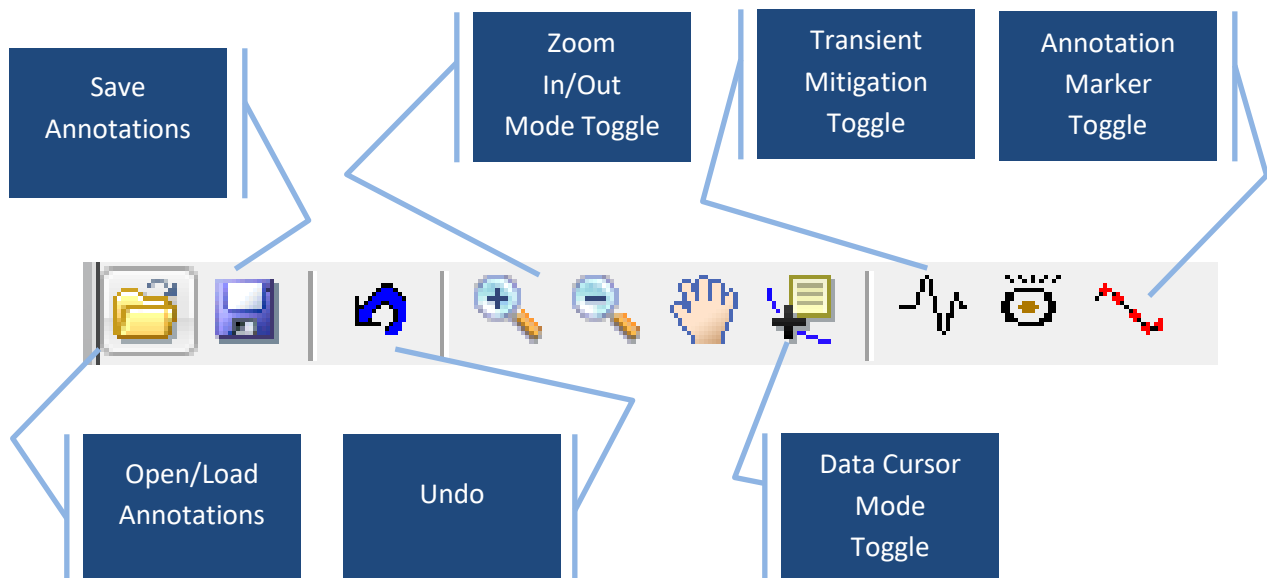 Save
Annotations
Zoom
In/Out
Mode Toggle
Transient
Mitigation
Toggle
Annotation
Marker
Toggle
Open/Load
Annotations
Undo
Data Cursor
Mode
Toggle